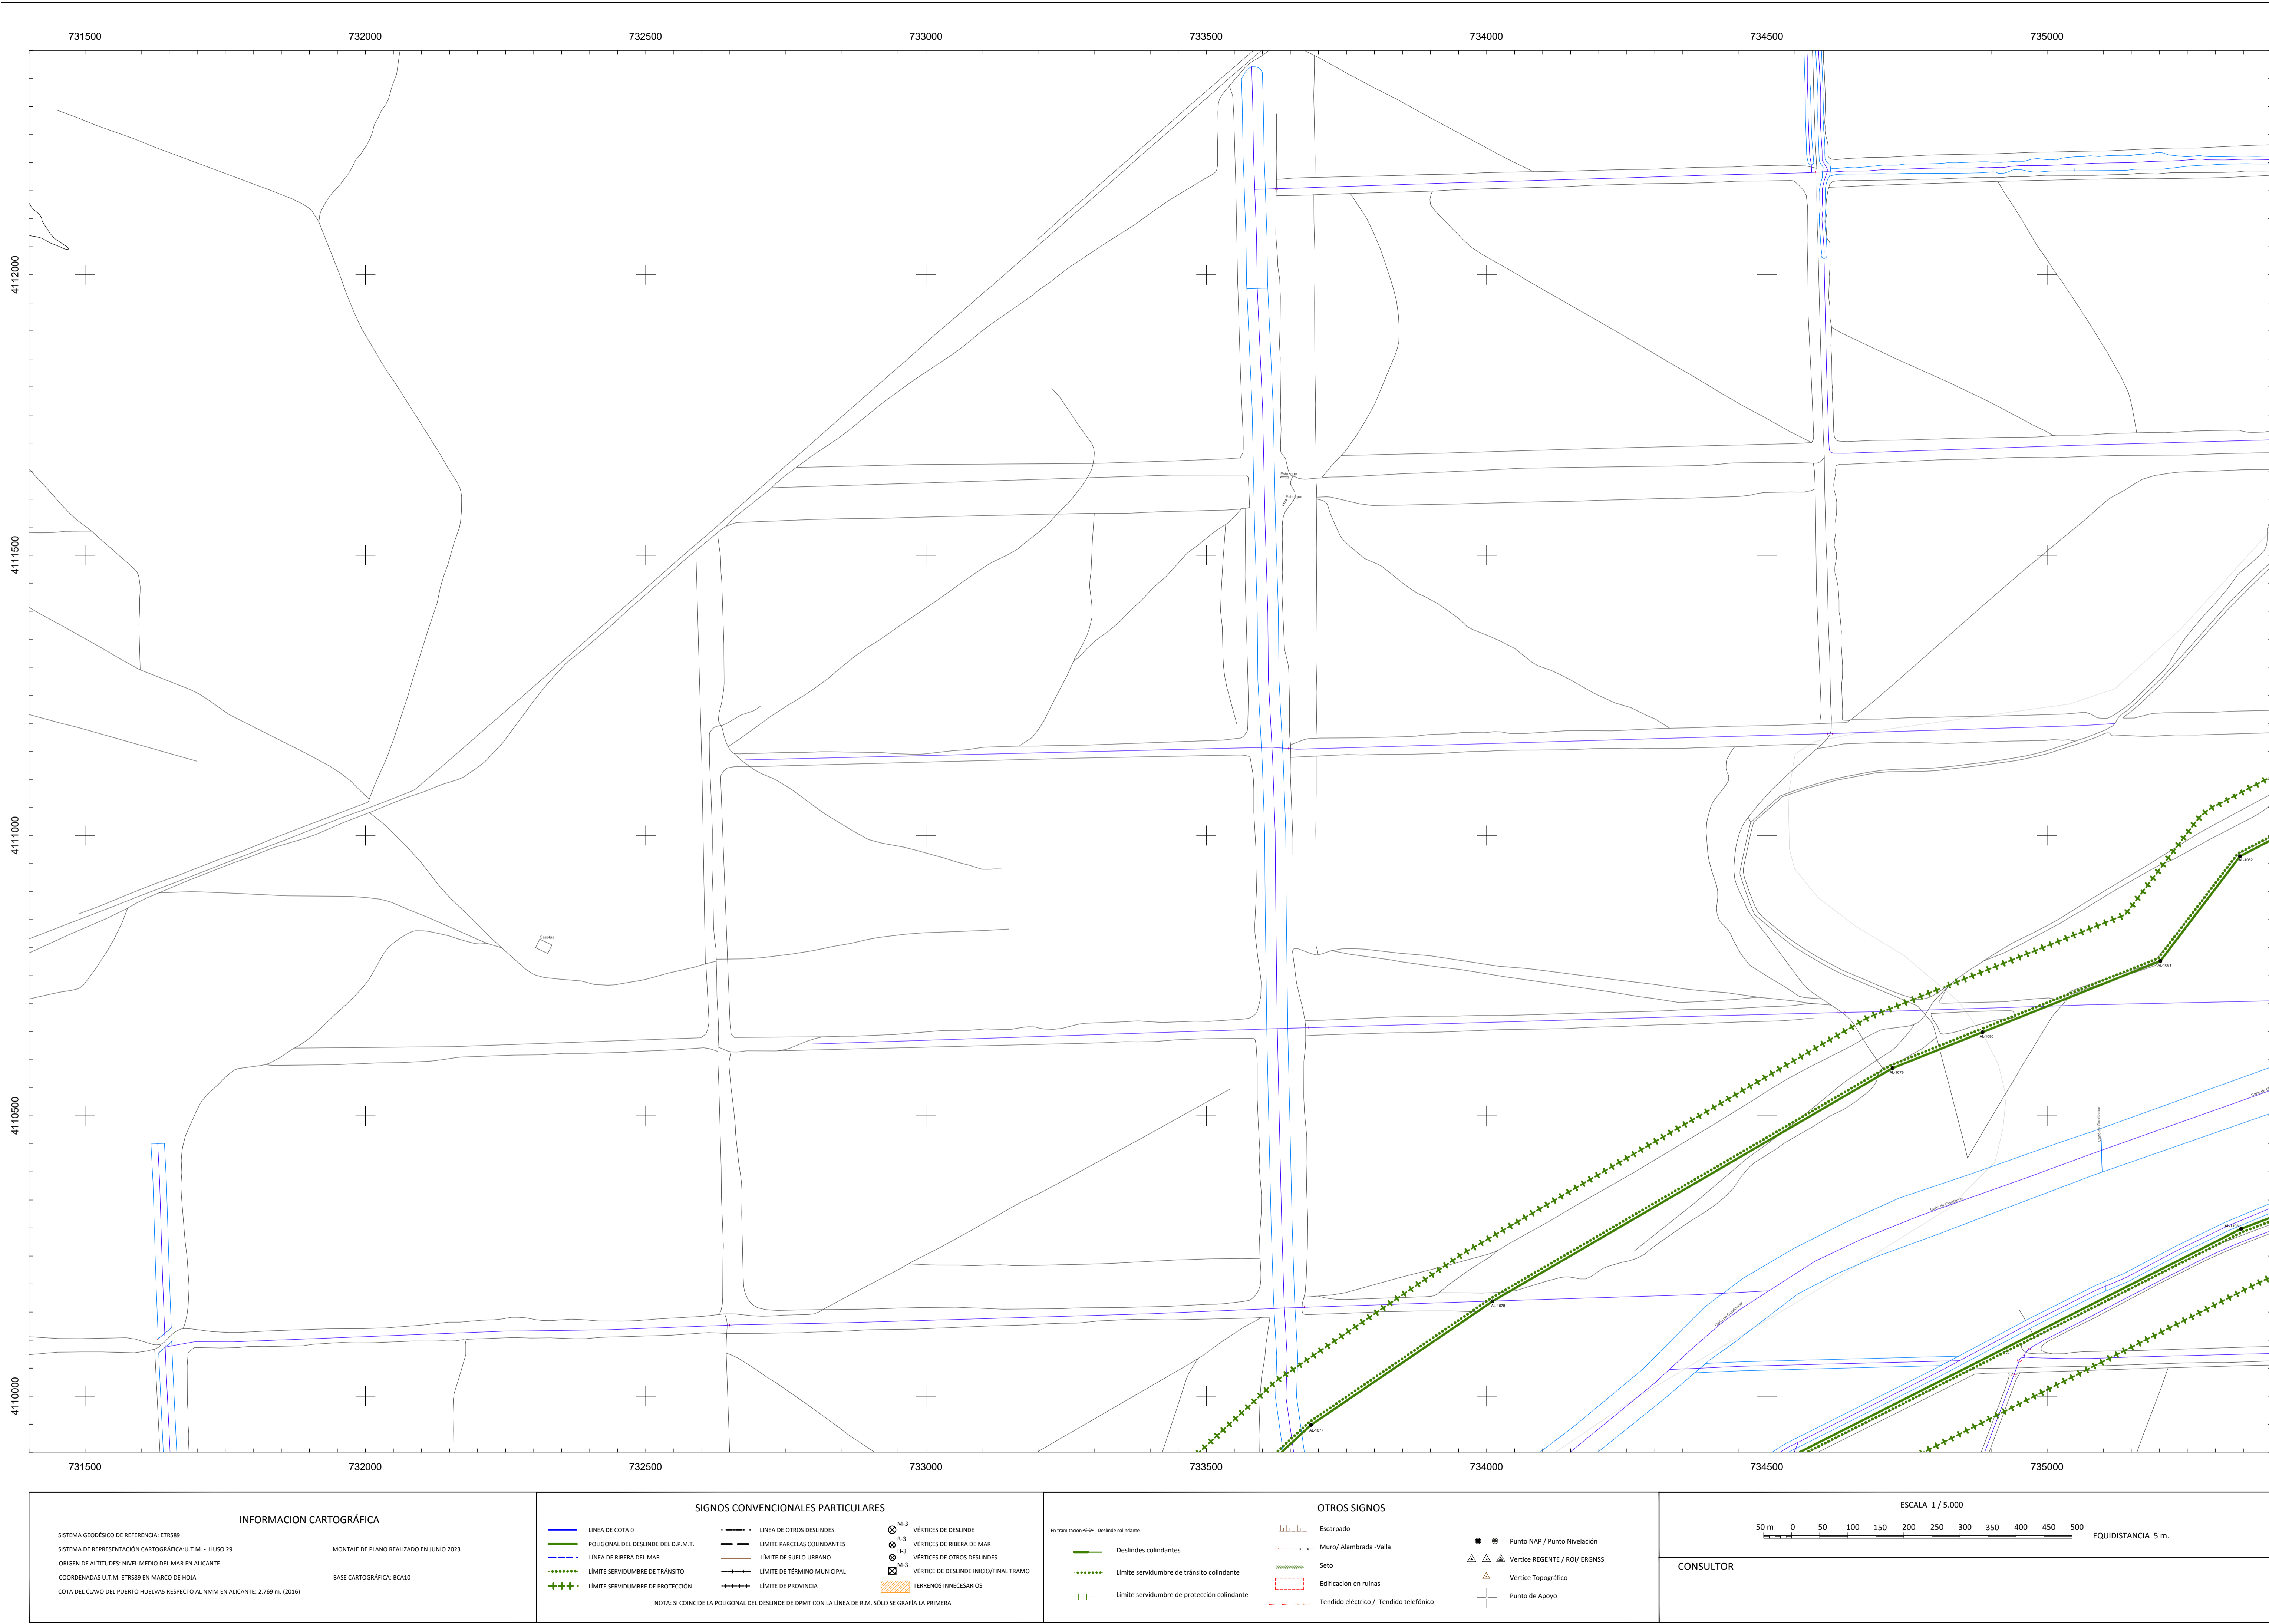 731500 732000 732500 733000 733500 734000 734500 735000
4112000
4111500
4111000
4110500
4110000
Estanque
Estanque
Caseta
AL-1081
AL-1080
AL-1079
AL-1078
AL-1077
Caño de Guadiamar
Caño de Guadiamar
Caño de Guadiamar
731500 732000 732500 733000 733500 734000 734500 735000
INFORMACION CARTOGRÁFICA
SISTEMA GEODÉSICO DE REFERENCIA: ETRS89
SISTEMA DE REPRESENTACIÓN CARTOGRÁFICA:U.T.M. - HUSO 29
MONTAJE DE PLANO REALIZADO EN JUNIO 2023
ORIGEN DE ALTITUDES: NIVEL MEDIO DEL MAR EN ALICANTE
COORDENADAS U.T.M. ETRS89 EN MARCO DE HOJA
BASE CARTOGRÁFICA: BCA10
COTA DEL CLAVO DEL PUERTO HUELVAS RESPECTO AL NMM EN ALICANTE: 2.769 m. (2016)
SIGNOS CONVENCIONALES PARTICULARES
LINEA DE COTA 0
POLIGONAL DEL DESLINDE DEL D.P.M.T.
LÍNEA DE RIBERA DEL MAR
LÍMITE SERVIDUMBRE DE TRÁNSITO
LÍMITE SERVIDUMBRE DE PROTECCIÓN
LINEA DE OTROS DESLINDES
LIMITE PARCELAS COLINDANTES
LÍMITE DE SUELO URBANO
LÍMITE DE TÉRMINO MUNICIPAL
LÍMITE DE PROVINCIA
M-3 VÉRTICES DE DESLINDE
R-3 VÉRTICES DE RIBERA DE MAR
H-3 VÉRTICES DE OTROS DESLINDES
M-3 VÉRTICE DE DESLINDE INICIO/FINAL TRAMO
TERRENOS INNECESARIOS
NOTA: SI COINCIDE LA POLIGONAL DEL DESLINDE DE DPMT CON LA LÍNEA DE R.M. SÓLO SE GRAFÍA LA PRIMERA
OTROS SIGNOS
En tramitación Deslinde colindante
Deslindes colindantes
Límite servidumbre de tránsito colindante
Límite servidumbre de protección colindante
Escarpado
Muro/ Alambrada -Valla
Seto
Edificación en ruinas
Tendido eléctrico / Tendido telefónico
Punto NAP / Punto Nivelación
Vertice REGENTE / ROI/ ERGNSS
Vértice Topográfico
Punto de Apoyo
ESCALA 1 / 5.000
50 m 0 50 100 150 200 250 300 350 400 450 500
EQUIDISTANCIA 5 m.
CONSULTOR